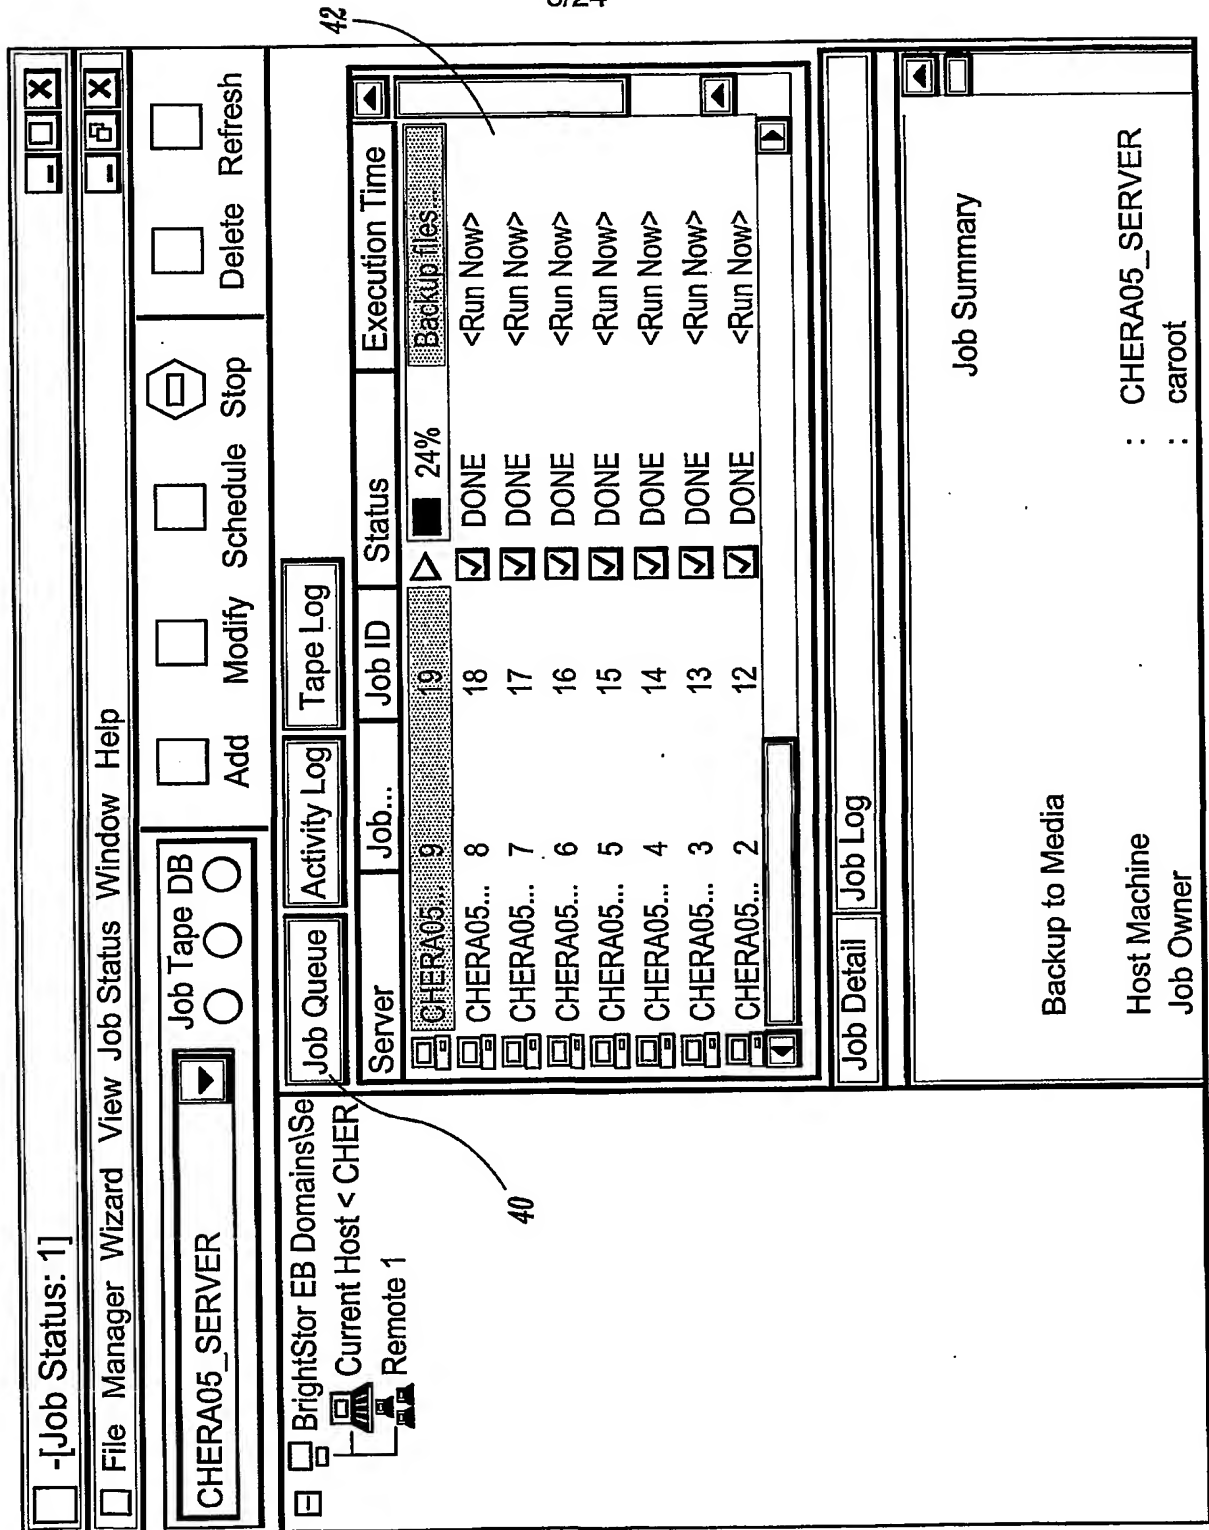 -[Job Status: 1]
File Manager Wizard View Job Status Window Help
CHERA05_SERVER
Job Tape DB
Add Modify Schedule Stop Delete Refresh
BrightStor EB Domains\Se
Current Host < CHER
Remote 1
Job Queue Activity Log Tape Log
Server Job... Job ID Status Execution Time
CHERA05... 9 19 24% Backup files...
CHERA05... 8 18 DONE <Run Now>
CHERA05... 7 17 DONE <Run Now>
CHERA05... 6 16 DONE <Run Now>
CHERA05... 5 15 DONE <Run Now>
CHERA05... 4 14 DONE <Run Now>
CHERA05... 3 13 DONE <Run Now>
CHERA05... 2 12 DONE <Run Now>
40
42
Job Detail Job Log
Job Summary
Backup to Media
Host Machine : CHERA05_SERVER
Job Owner : caroot